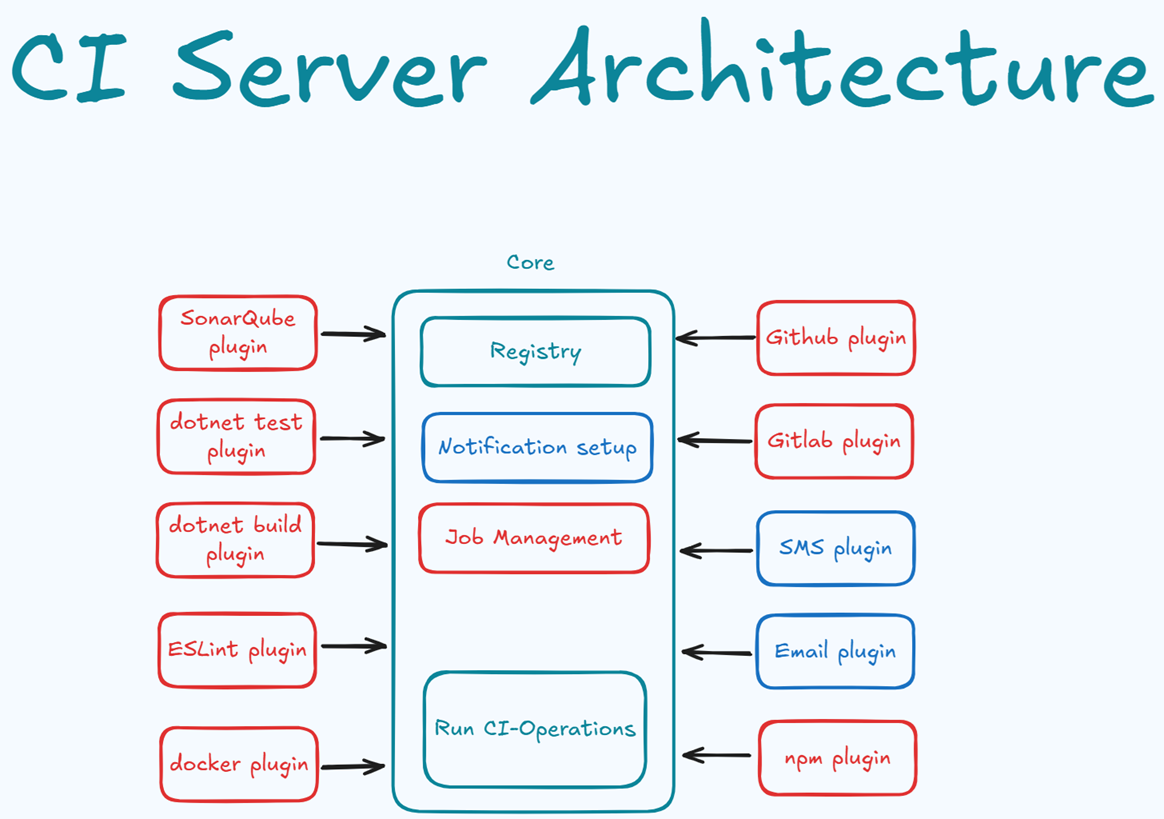 CI Server Architecture
Core
SonarQube
plugin
dotnet test
plugin
dotnet build
plugin
ESLint plugin
docker plugin
Registry
Notification setup
Job Management
Run CI-Operations
Github plugin
Gitlab plugin
SMS plugin
Email plugin
npm plugin